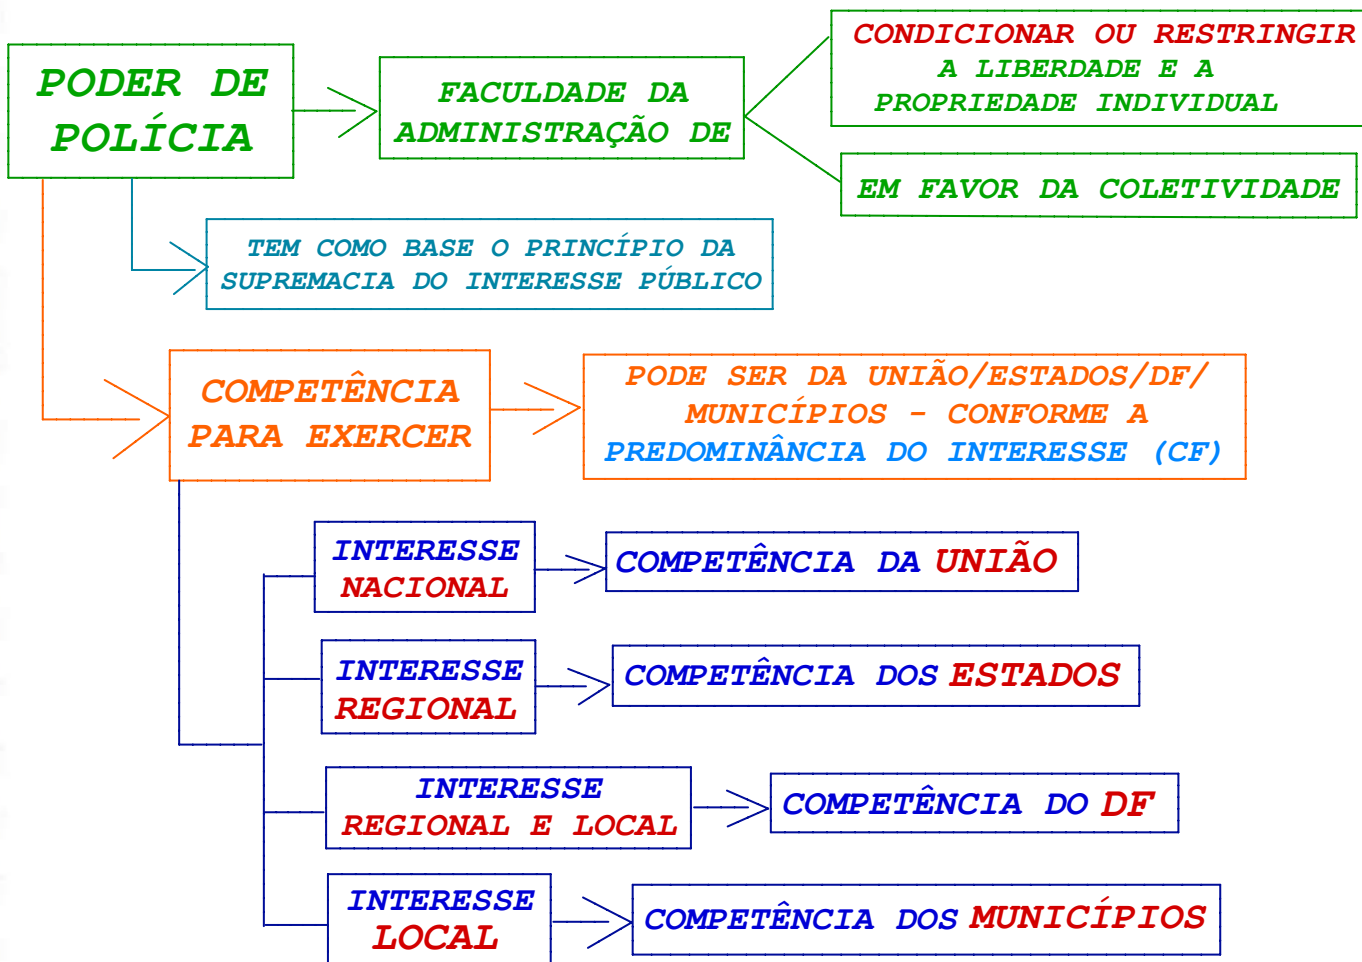 PODER DE
POLÍCIA
FACULDADE DA
ADMINISTRAÇÃO DE
CONDICIONAR OU RESTRINGIR
A LIBERDADE E A
PROPRIEDADE INDIVIDUAL
EM FAVOR DA COLETIVIDADE
TEM COMO BASE O PRINCÍPIO DA
SUPREMACIA DO INTERESSE PÚBLICO
COMPETÊNCIA
PARA EXERCER
PODE SER DA UNIÃO/ESTADOS/DF/
MUNICÍPIOS - CONFORME A
PREDOMINÂNCIA DO INTERESSE (CF)
INTERESSE
NACIONAL
COMPETÊNCIA DA UNIÃO
INTERESSE
REGIONAL
COMPETÊNCIA DOS ESTADOS
INTERESSE
REGIONAL E LOCAL
COMPETÊNCIA DO DF
INTERESSE
LOCAL
COMPETÊNCIA DOS MUNICÍPIOS